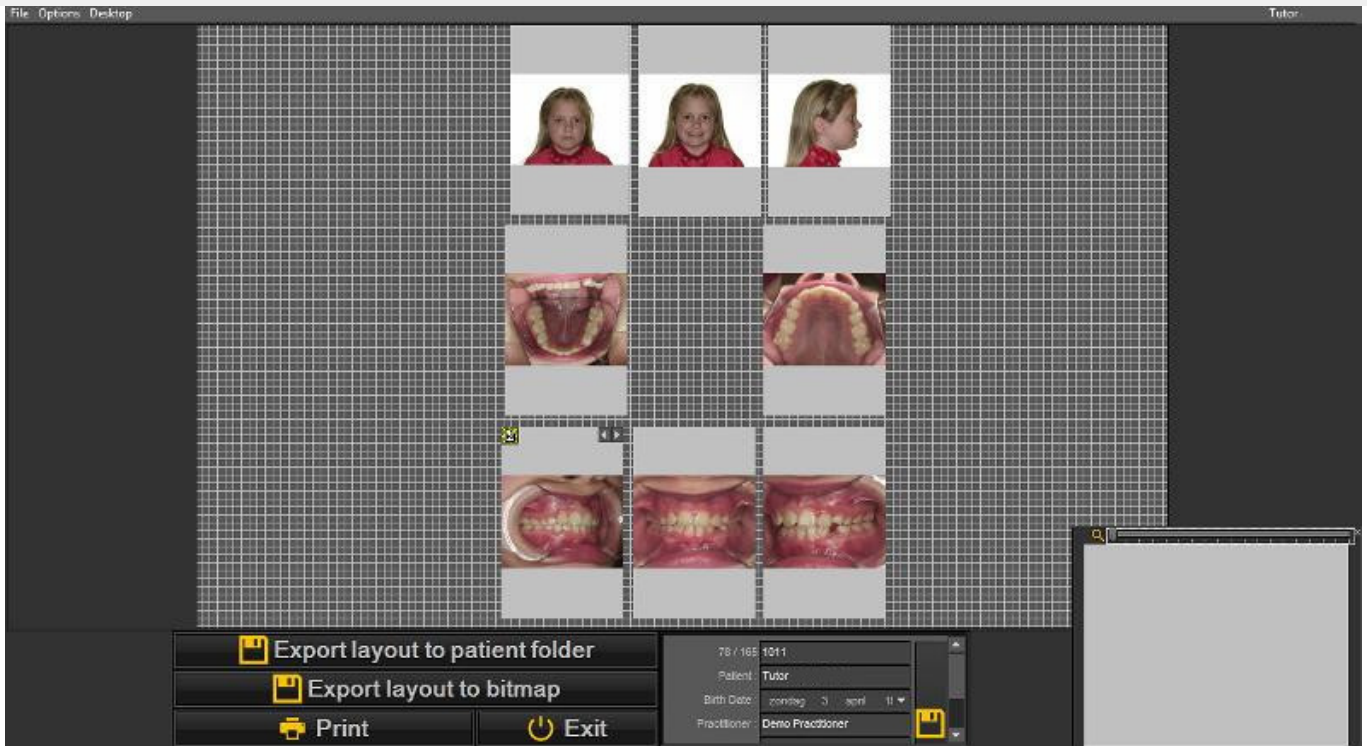 File Options Desktop Tutor
Export layout to patient folder
Export layout to bitmap
Print Exit
78 / 165 1011
Patient : Tutor
Birth Date : zondag 3 april
Practitioner : Demo Practitioner